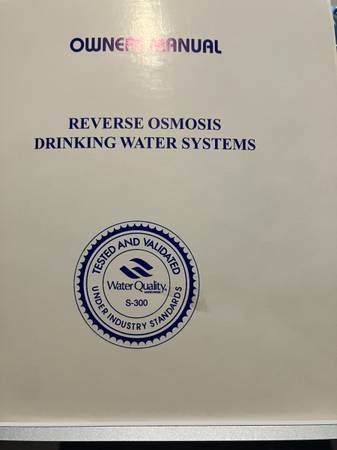 OWNERS MANUAL
REVERSE OSMOSIS
DRINKING WATER SYSTEMS
TESTED AND VALIDATED
Water Quality
S-300
UNDER INDUSTRY STANDARDS